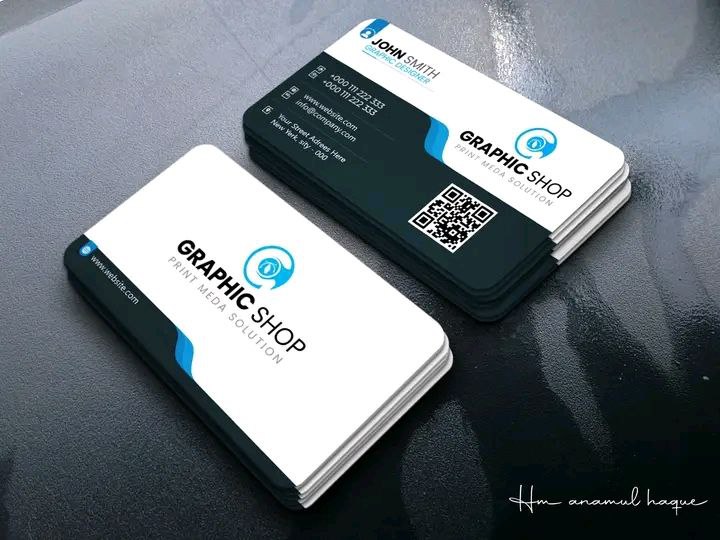 JOHN SMITH
GRAPHIC DESIGNER
+000 111 222 333
+000 111 222 333
www.website.com
info@company.com
Your Street Adrees Here
New Yerk, sity - 000
GRAPHIC SHOP
PRINT MEDA SOLUTION
www.website.com
GRAPHIC SHOP
PRINT MEDA SOLUTION
Hm anamul haque